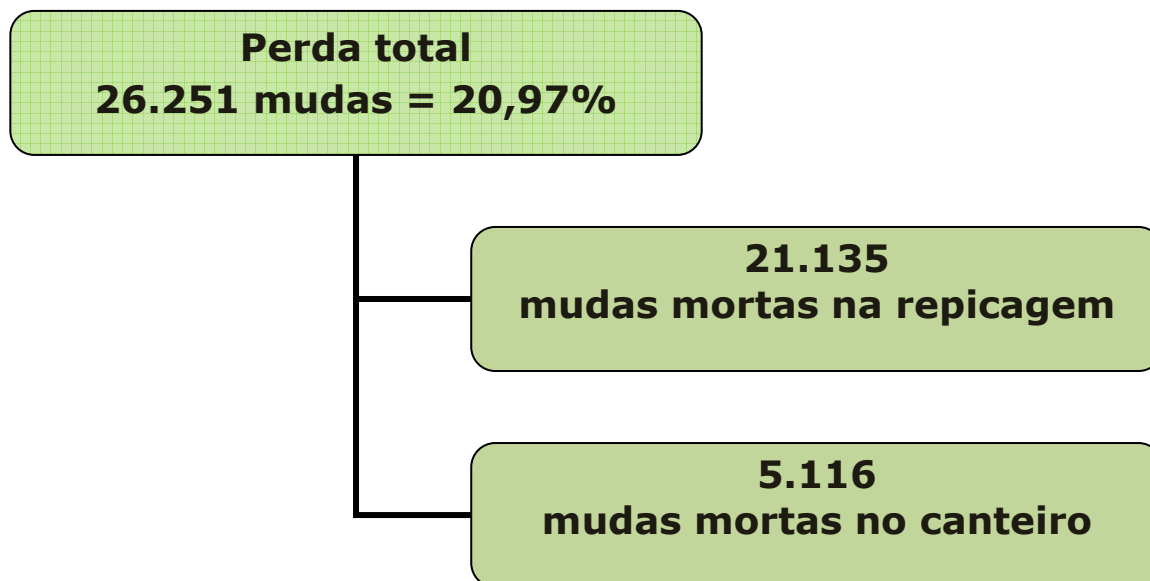 Perda total
26.251 mudas = 20,97%
21.135
mudas mortas na repicagem
5.116
mudas mortas no canteiro